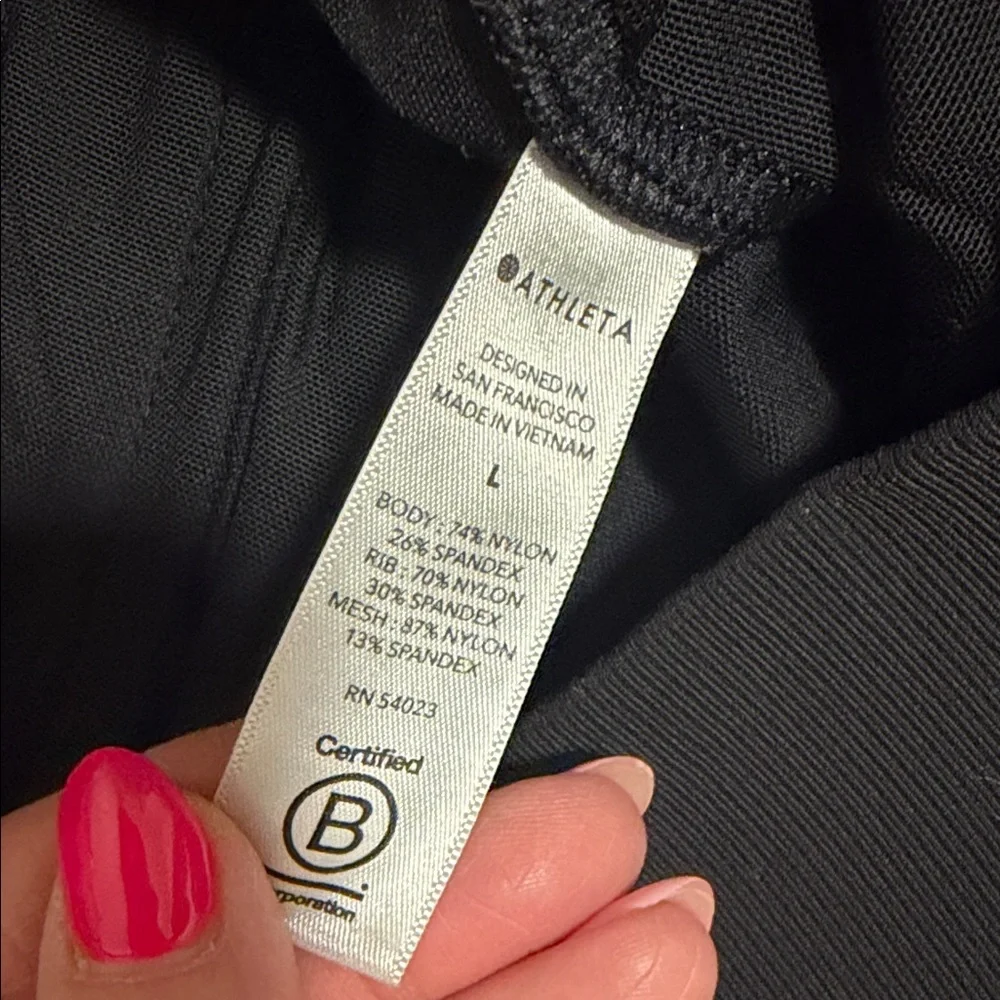 ATHLETA
DESIGNED IN
SAN FRANCISCO
MADE IN VIETNAM
L
BODY : 74% NYLON
26% SPANDEX
RIB : 70% NYLON
30% SPANDEX
MESH : 87% NYLON
13% SPANDEX
RN 54023
Certified
B
rporation